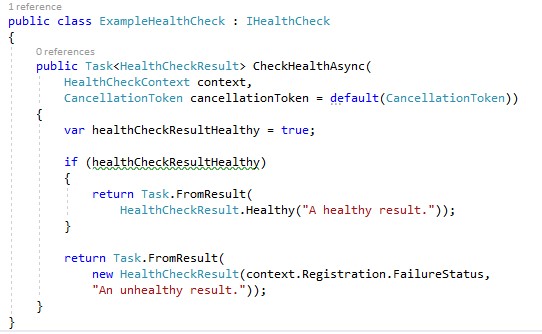 1 reference
public class ExampleHealthCheck : IHealthCheck
{
0 references
public Task<HealthCheckResult> CheckHealthAsync(
HealthCheckContext context,
CancellationToken cancellationToken = default(CancellationToken))
{
var healthCheckResultHealthy = true;
if (healthCheckResultHealthy)
{
return Task.FromResult(
HealthCheckResult.Healthy("A healthy result."));
}
return Task.FromResult(
new HealthCheckResult(context.Registration.FailureStatus,
"An unhealthy result."));
}
}